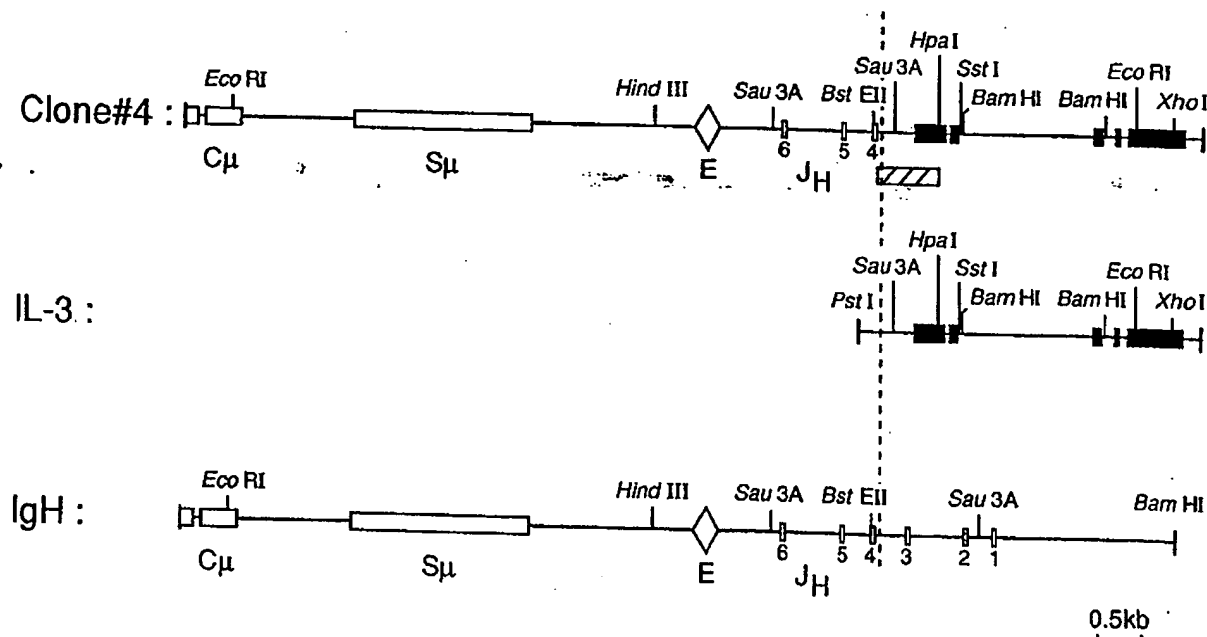 Clone#4 :
Eco RI
Hind III
Sau 3A
Bst EII
Sau 3A
Hpa I
Sst I
Bam HI
Bam HI
Eco RI
Xho I
Cμ
Sμ
E
6
5
4
JH
IL-3 :
Pst I
Sau 3A
Hpa I
Sst I
Bam HI
Bam HI
Eco RI
Xho I
IgH :
Eco RI
Hind III
Sau 3A
Bst EII
Sau 3A
Bam HI
Cμ
Sμ
E
6
5
4
3
2
1
JH
0.5kb